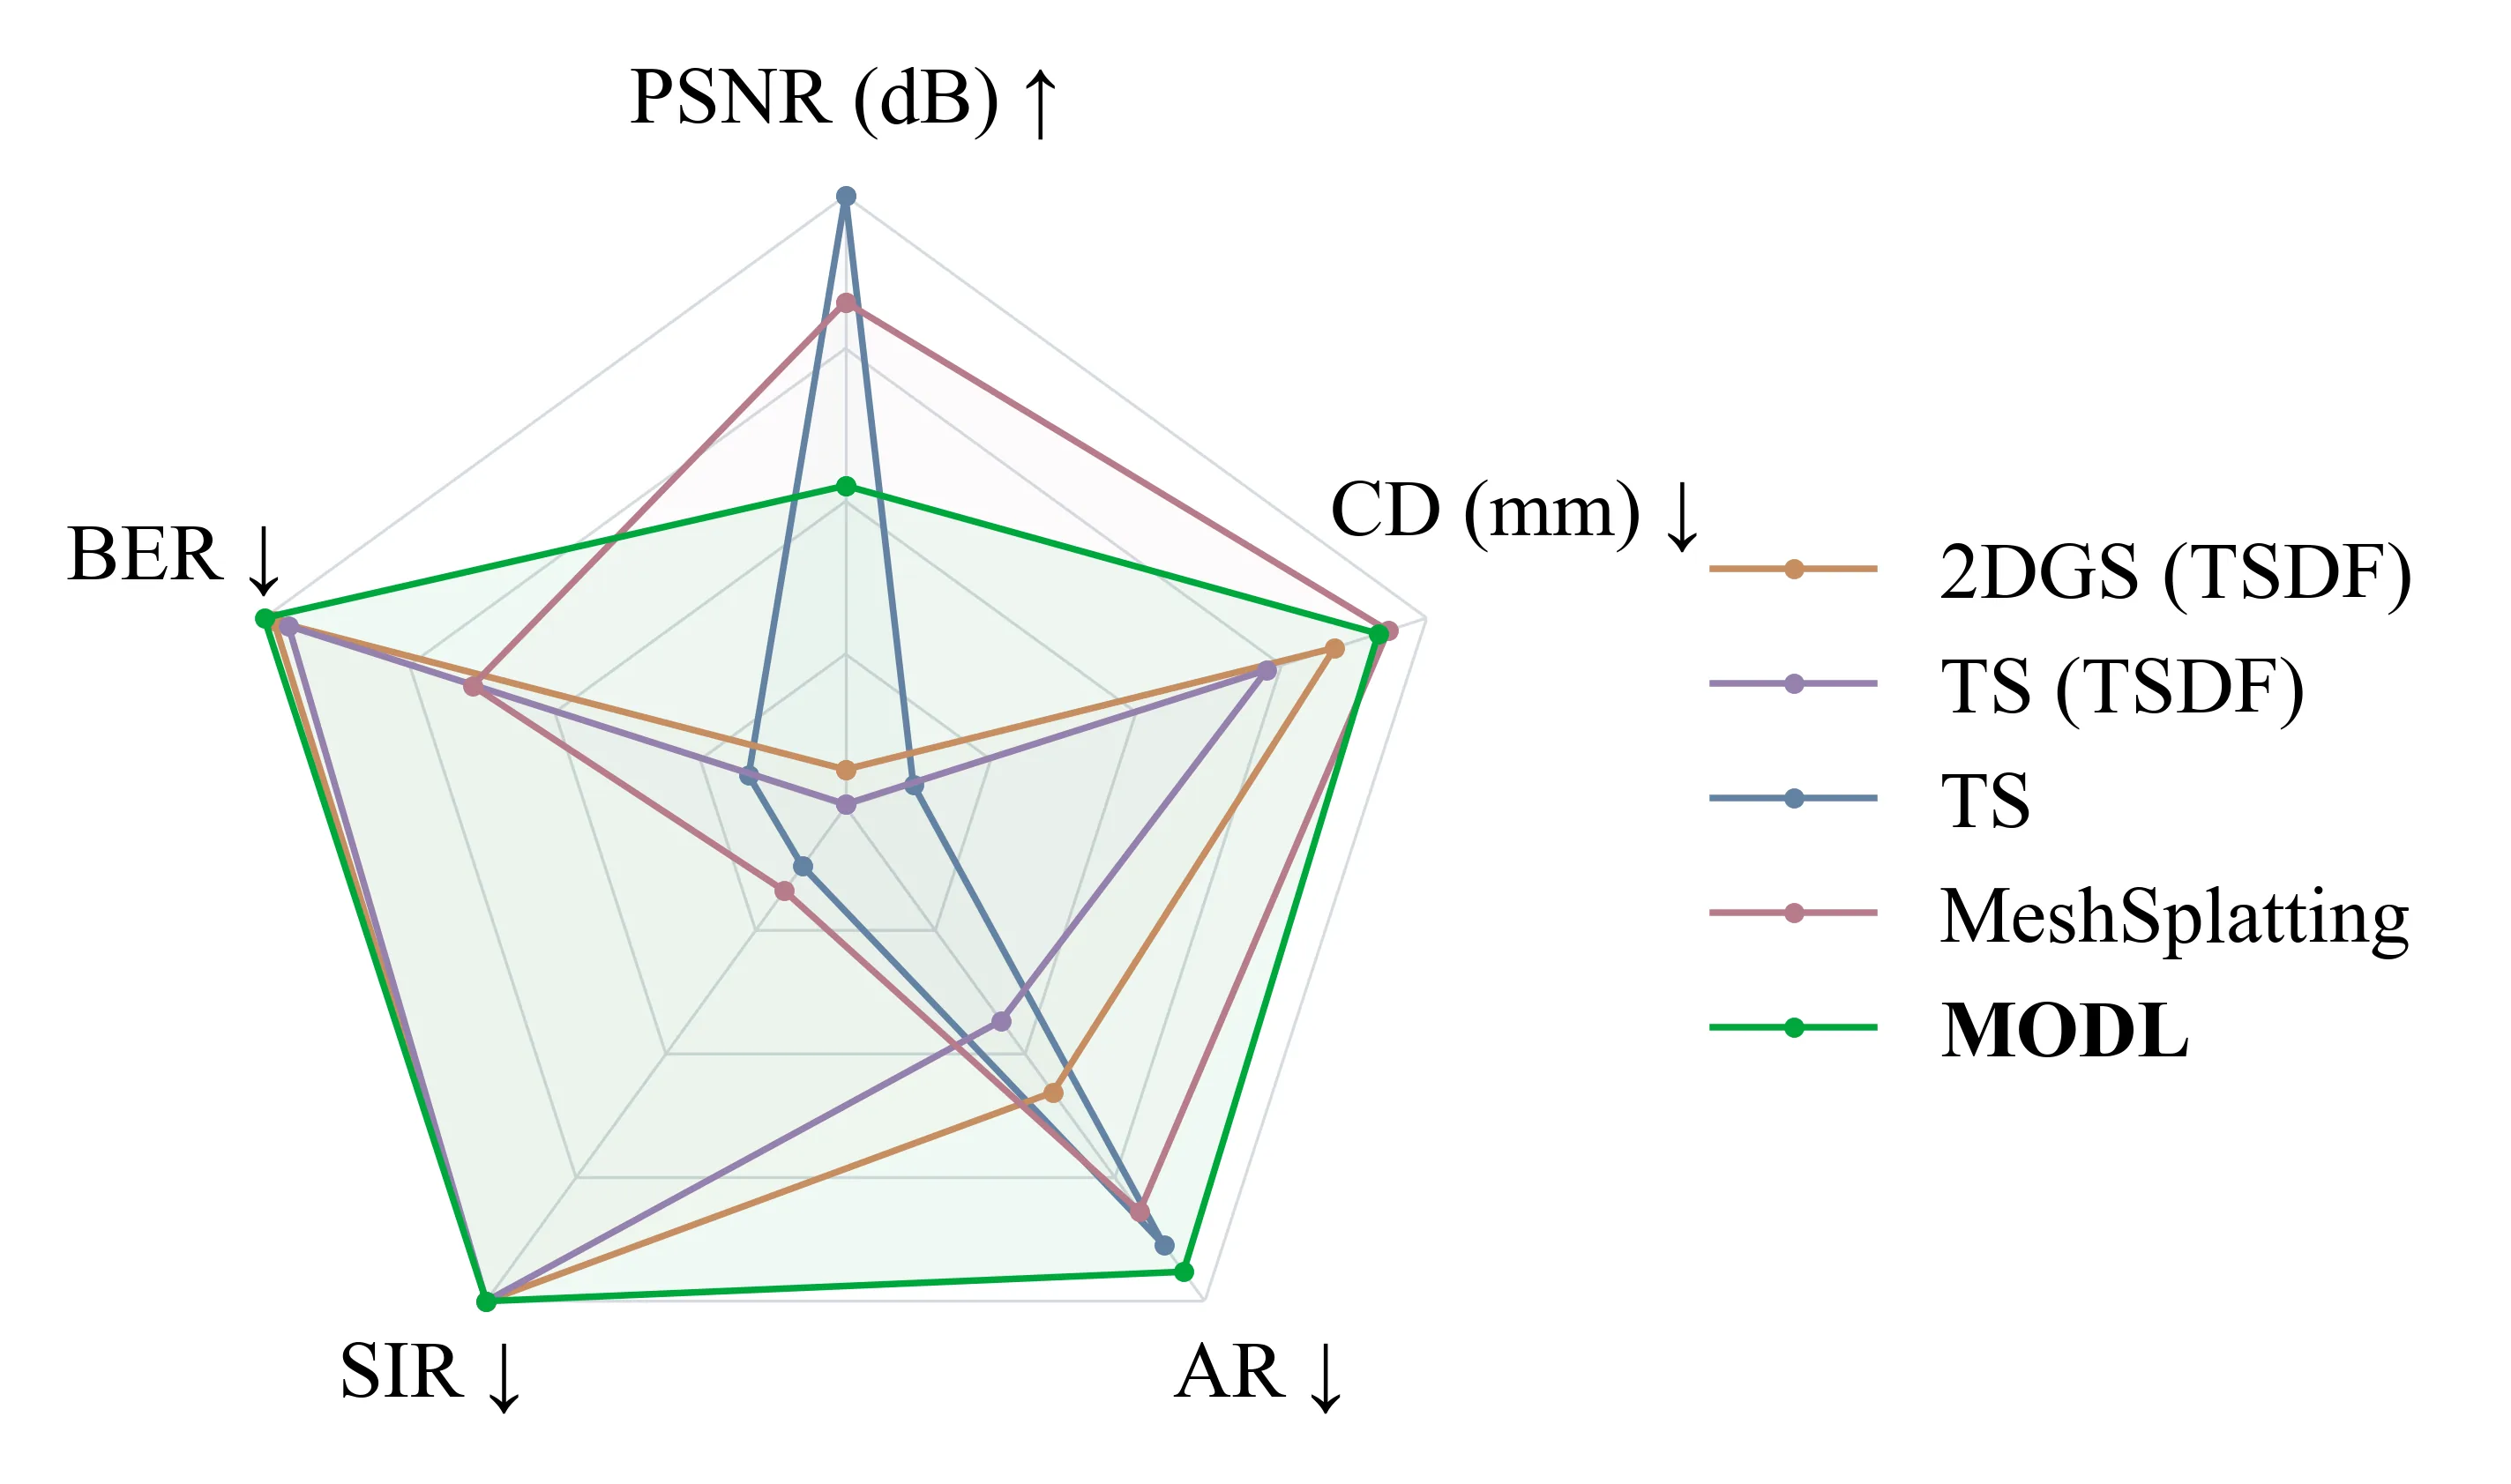 PSNR (dB) ↑
CD (mm) ↓
BER ↓
SIR ↓
AR ↓
2DGS (TSDF)
TS (TSDF)
TS
MeshSplatting
MODL